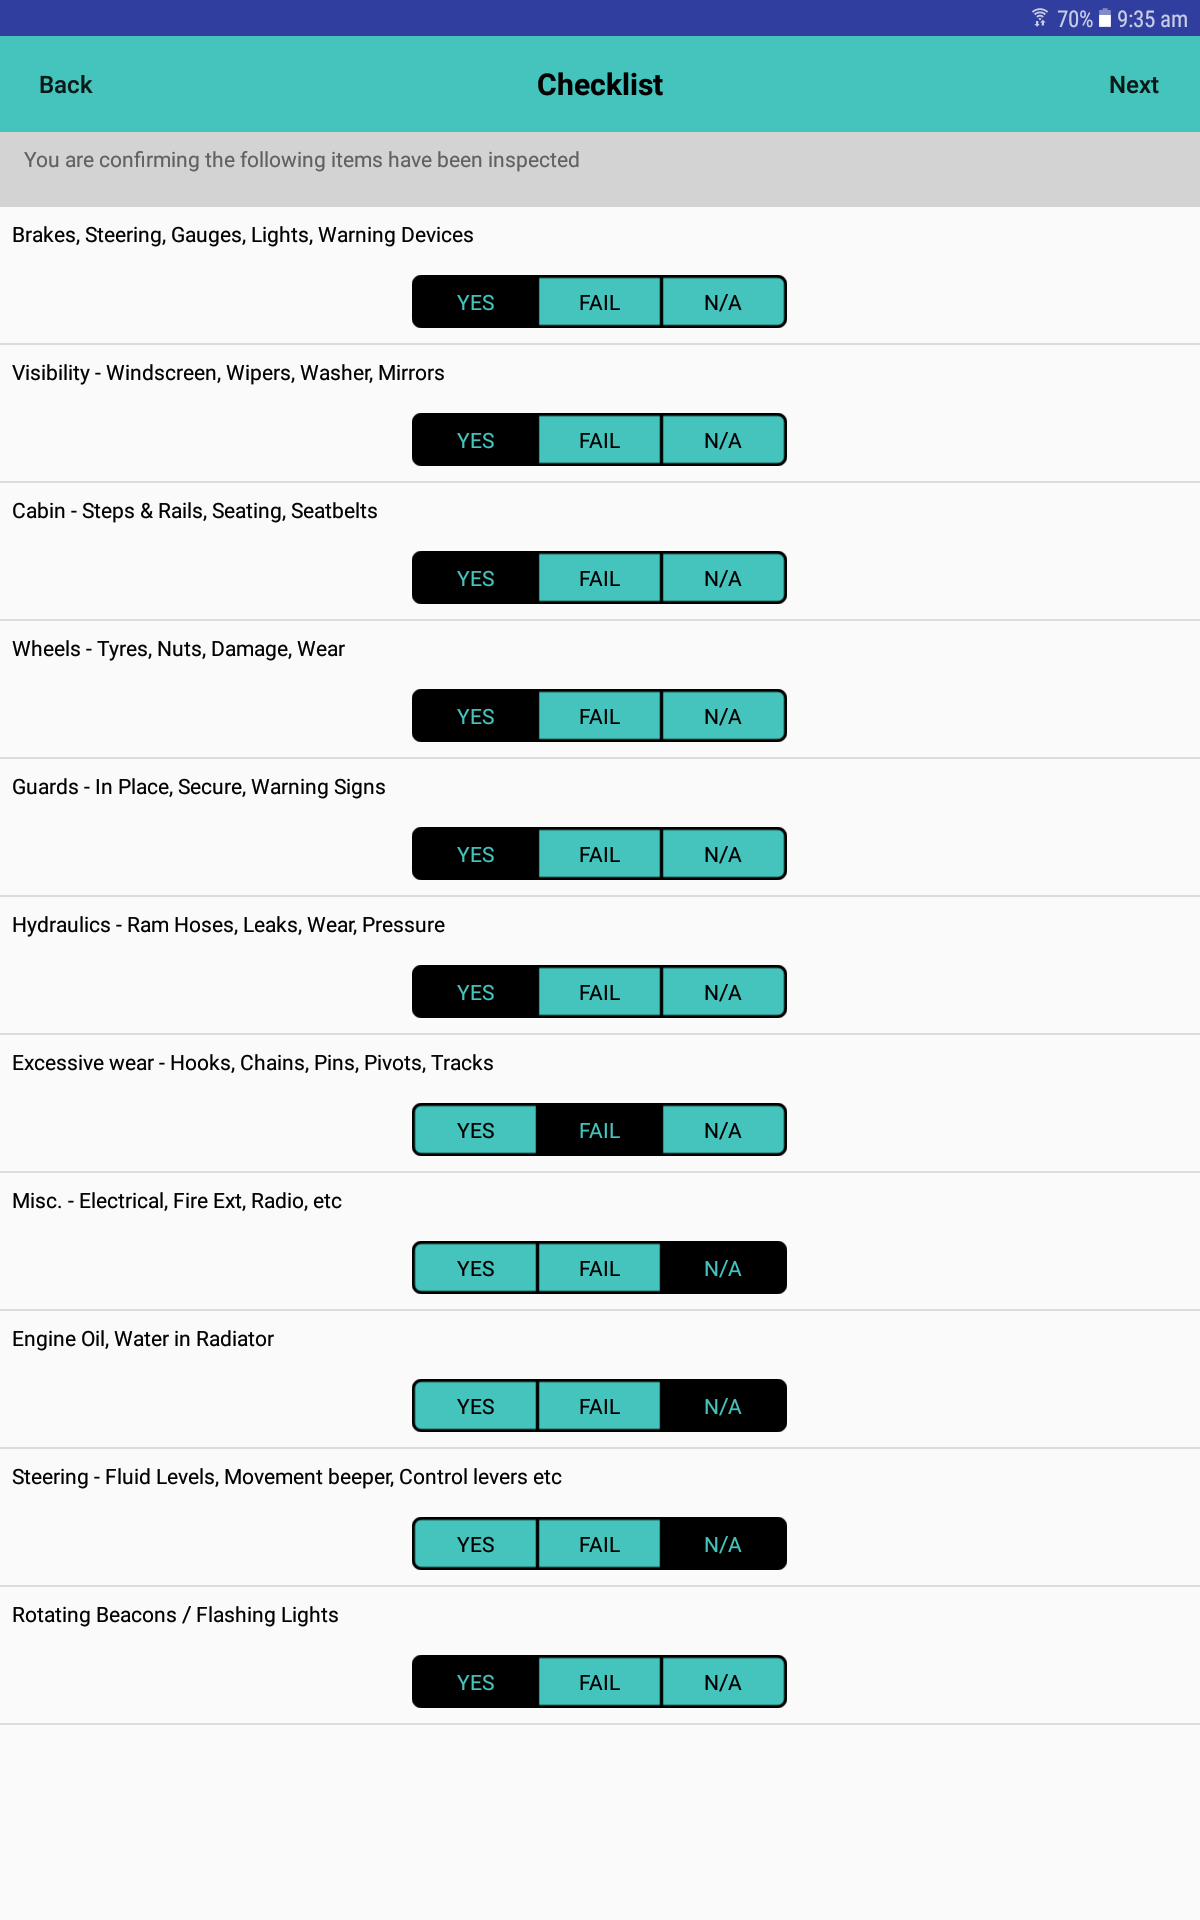 70% 9:35 am
Back Checklist Next
You are confirming the following items have been inspected
Brakes, Steering, Gauges, Lights, Warning Devices
YES FAIL N/A
Visibility - Windscreen, Wipers, Washer, Mirrors
YES FAIL N/A
Cabin - Steps & Rails, Seating, Seatbelts
YES FAIL N/A
Wheels - Tyres, Nuts, Damage, Wear
YES FAIL N/A
Guards - In Place, Secure, Warning Signs
YES FAIL N/A
Hydraulics - Ram Hoses, Leaks, Wear, Pressure
YES FAIL N/A
Excessive wear - Hooks, Chains, Pins, Pivots, Tracks
YES FAIL N/A
Misc. - Electrical, Fire Ext, Radio, etc
YES FAIL N/A
Engine Oil, Water in Radiator
YES FAIL N/A
Steering - Fluid Levels, Movement beeper, Control levers etc
YES FAIL N/A
Rotating Beacons / Flashing Lights
YES FAIL N/A